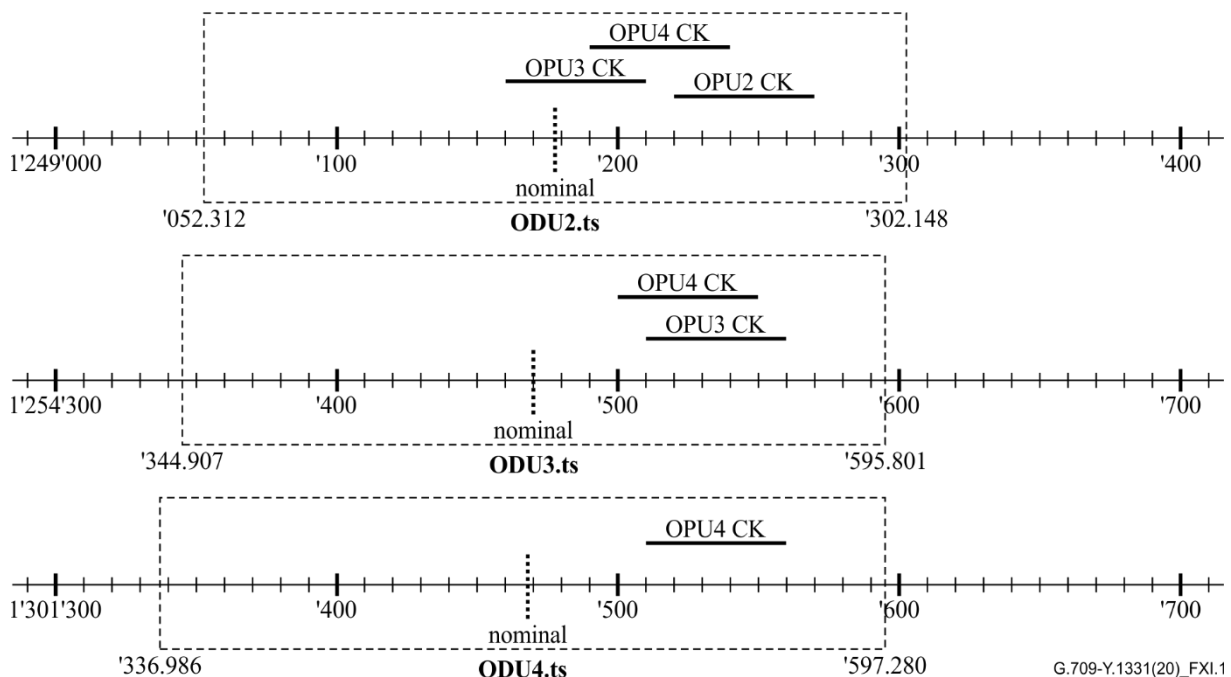 OPU4 CK
OPU3 CK
OPU2 CK
1'249'000 '100 '200 '300 '400
nominal
'052.312 ODU2.ts '302.148
OPU4 CK
OPU3 CK
1'254'300 '400 '500 '600 '700
nominal
'344.907 ODU3.ts '595.801
OPU4 CK
1'301'300 '400 '500 '600 '700
nominal
'336.986 ODU4.ts '597.280
G.709-Y.1331(20)_FXI.1